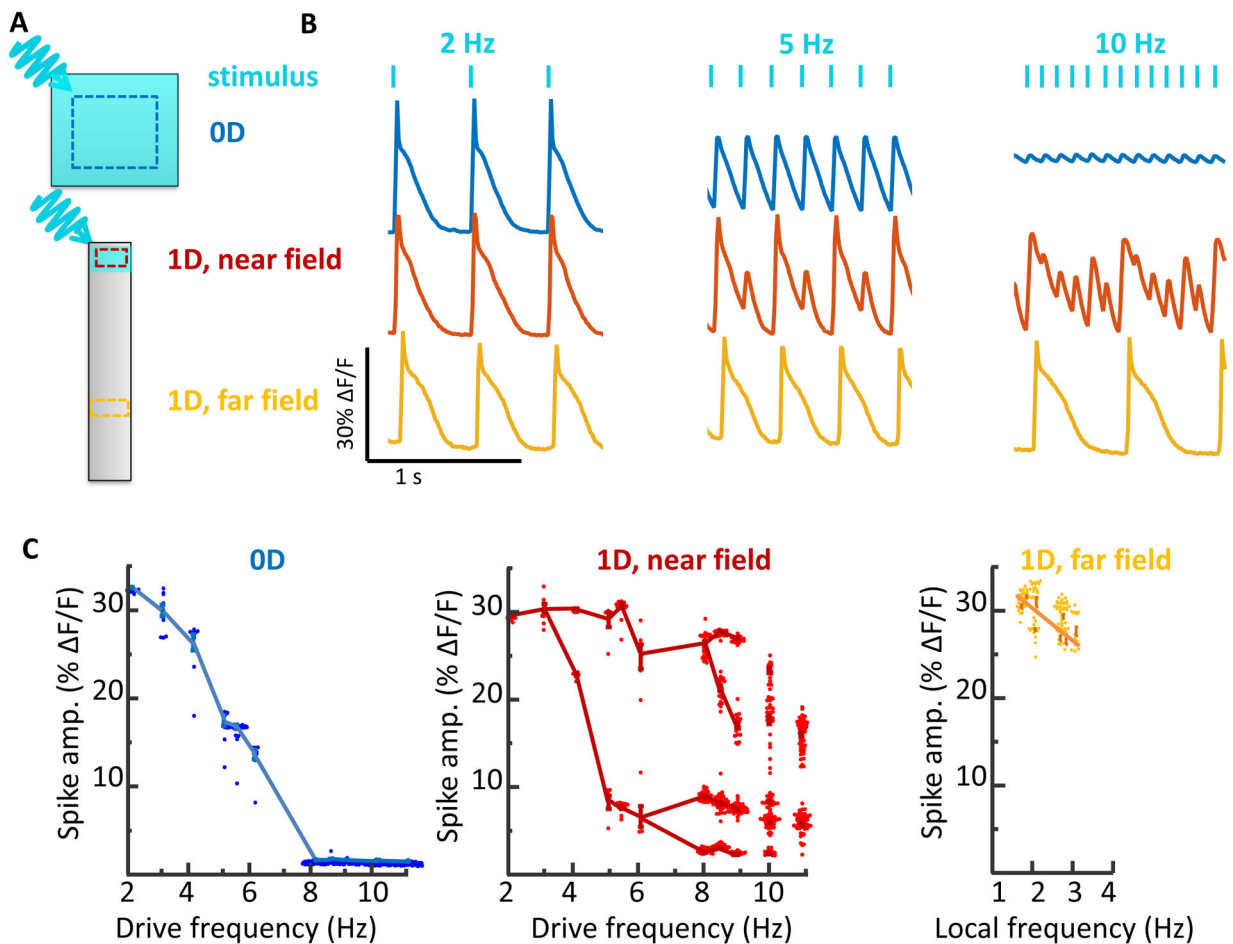 A
B
2 Hz
5 Hz
10 Hz
stimulus
0D
1D, near field
1D, far field
30% ΔF/F
1 s
C
0D
1D, near field
1D, far field
Spike amp. (% ΔF/F)
30
20
10
2 4 6 8 10
Drive frequency (Hz)
Spike amp. (% ΔF/F)
30
20
10
2 4 6 8 10
Drive frequency (Hz)
Spike amp. (% ΔF/F)
30
20
10
1 2 3 4
Local frequency (Hz)